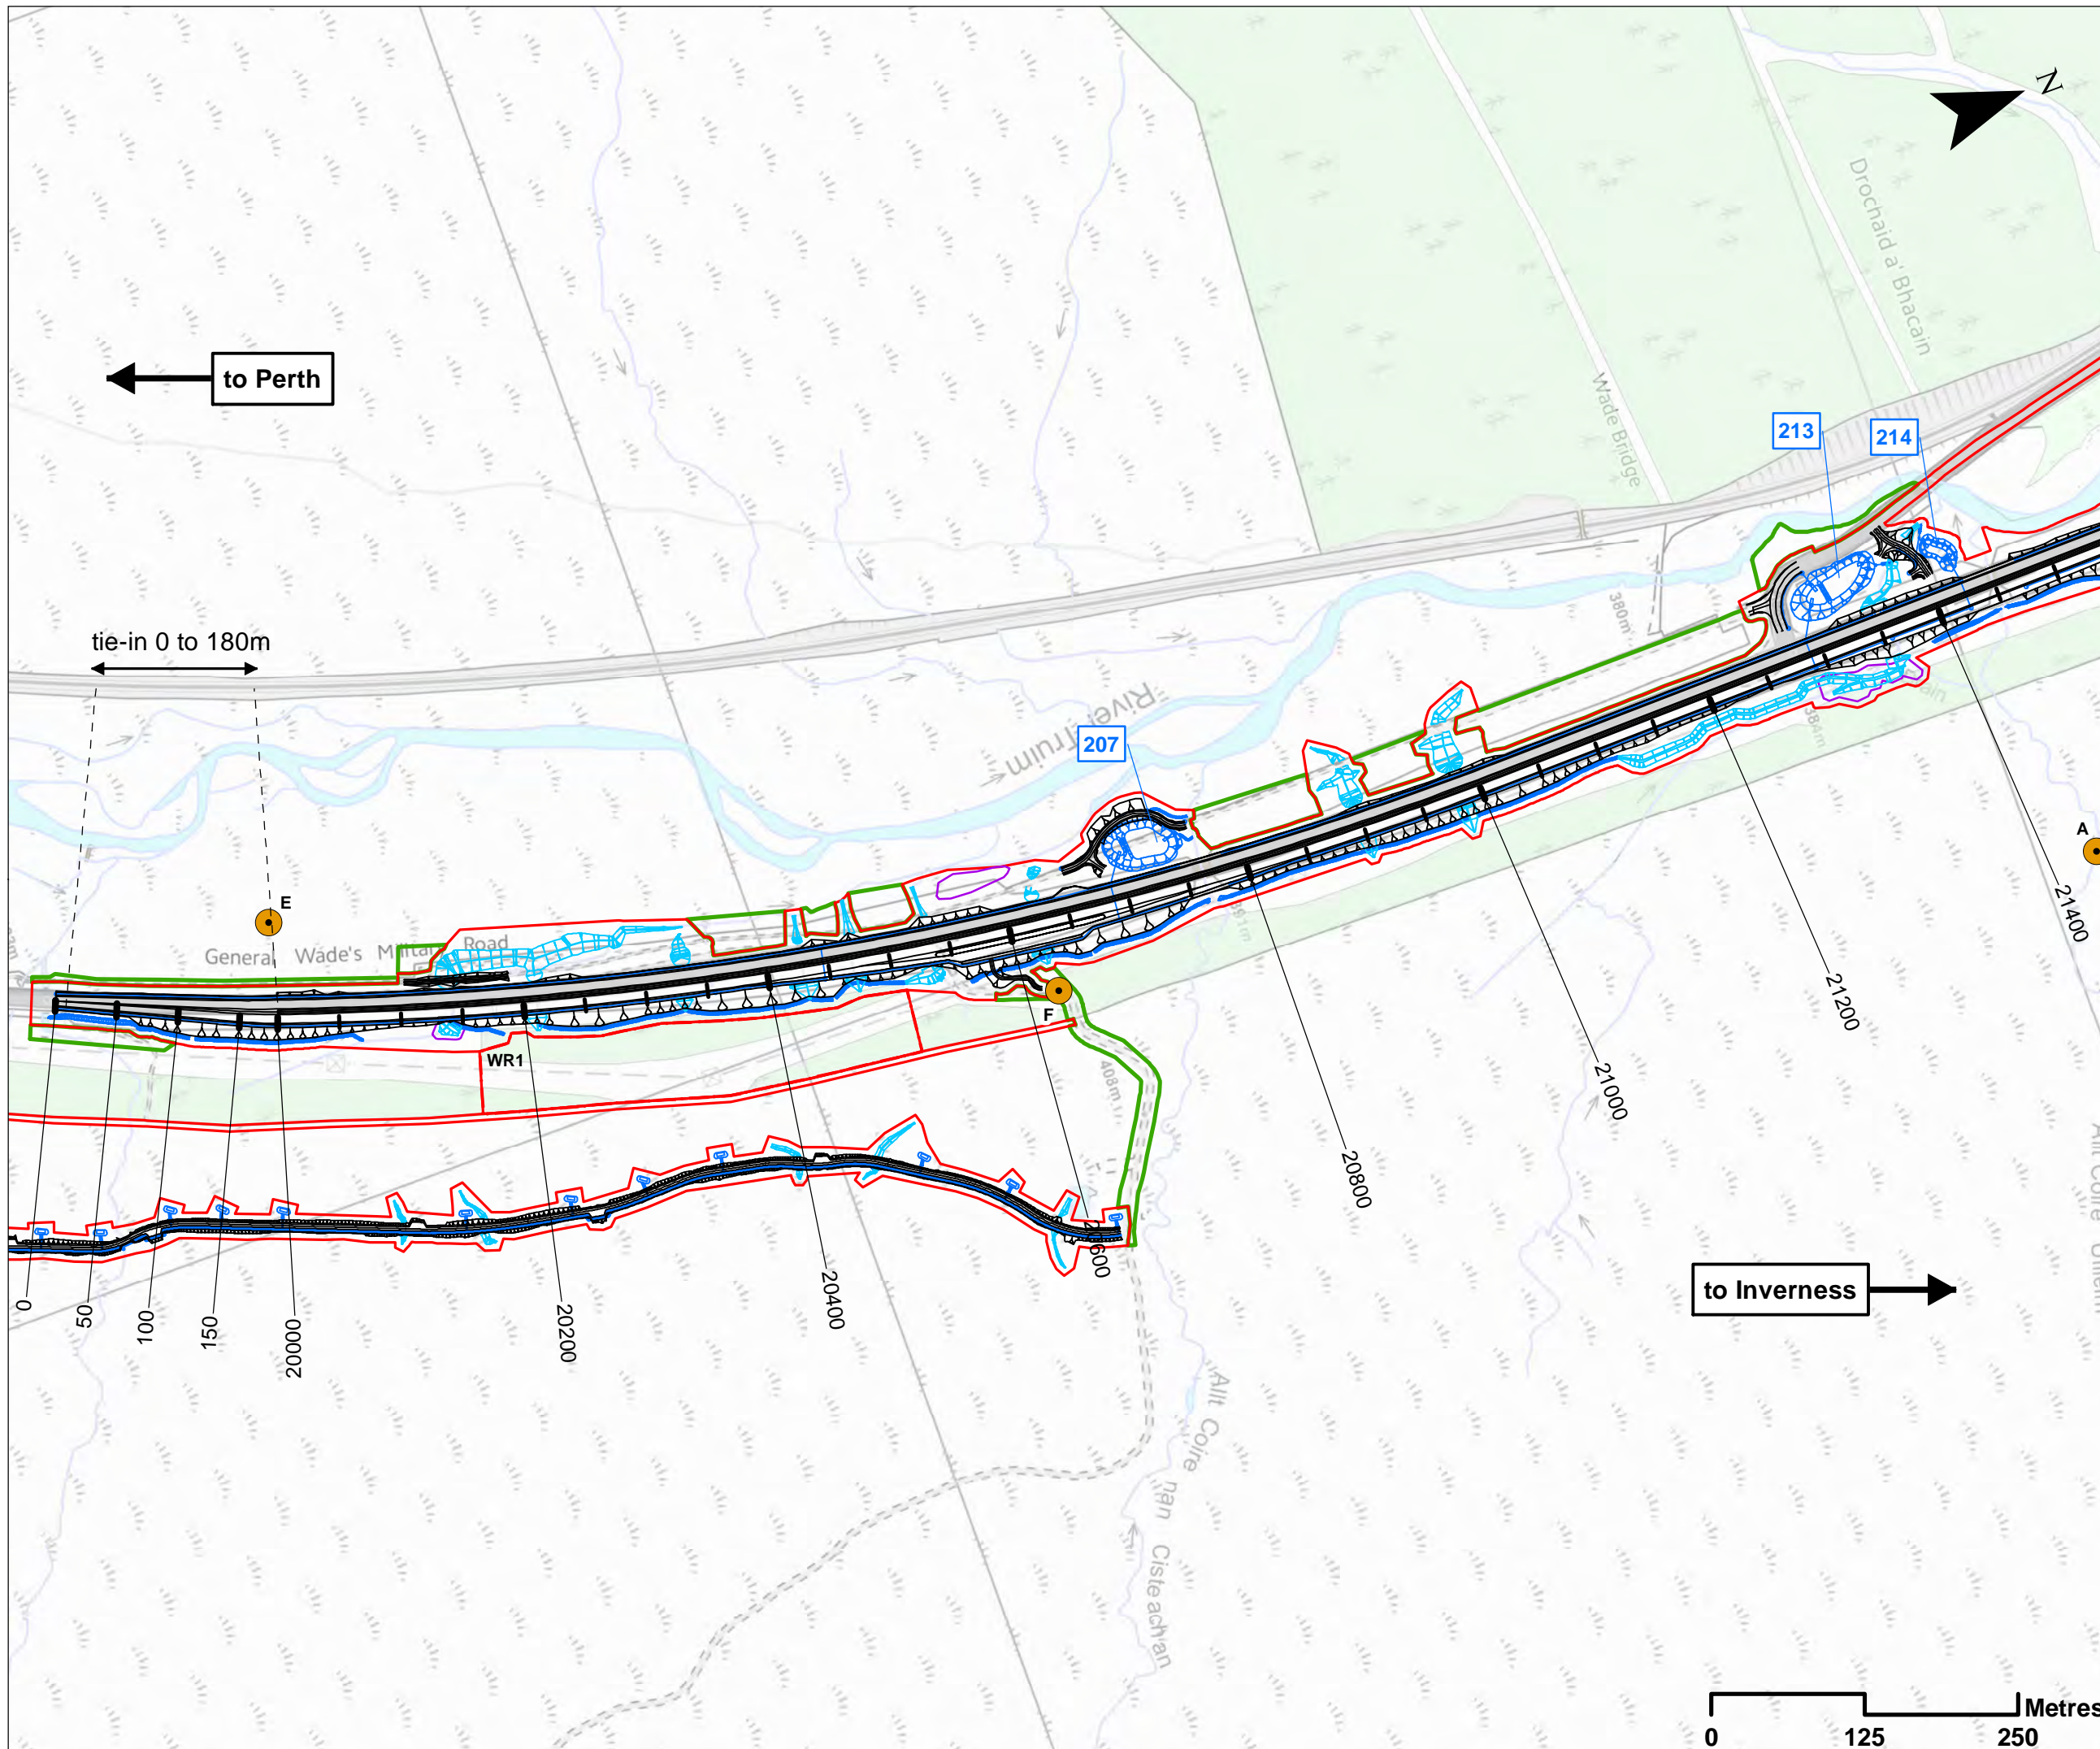 N
Drochaid a' Bhacain
to Perth
Wade Bridge
213
214
380m
tie-in 0 to 180m
River Truim
207
384m
A
E
General Wade's Military Road
F
WR1
408m
21400
21200
21000
20800
20600
20400
20200
20000
150
100
50
0
to Inverness
Allt Coire nan Cisteachan
Metres
0
125
250